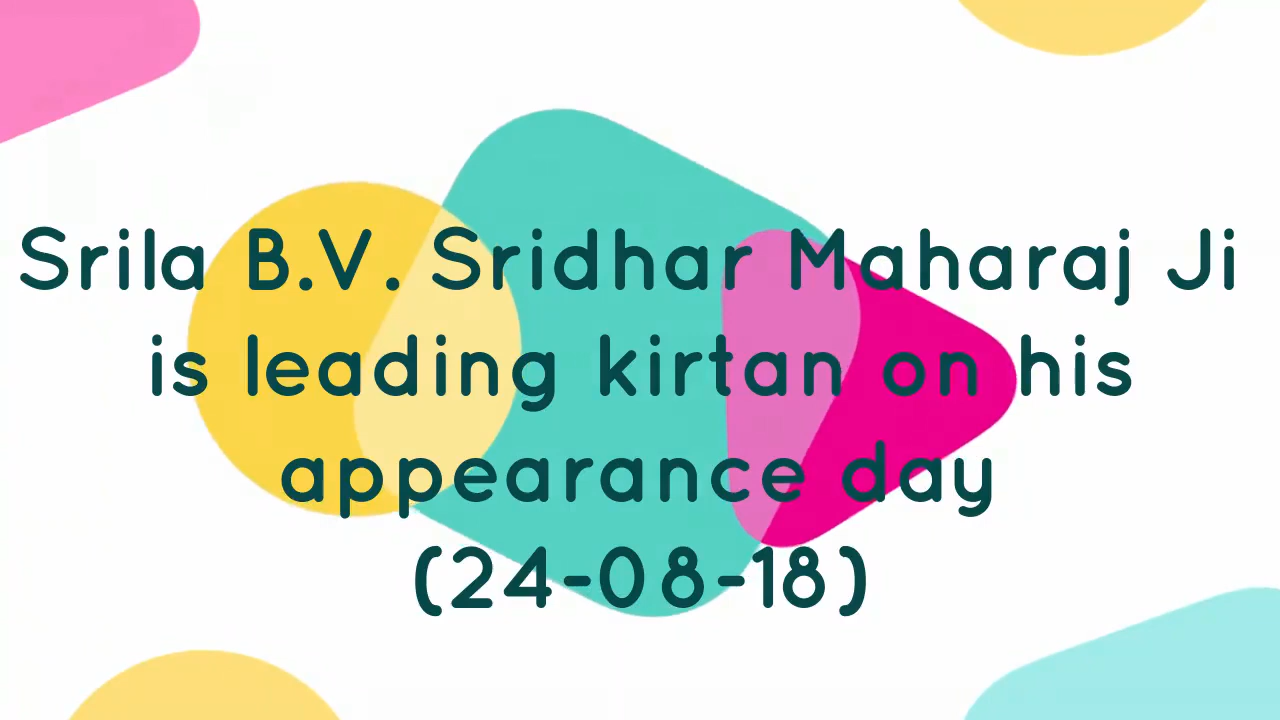 Srila B.V. Sridhar Maharaj Ji
is leading kirtan on his
appearance day
(24-08-18)